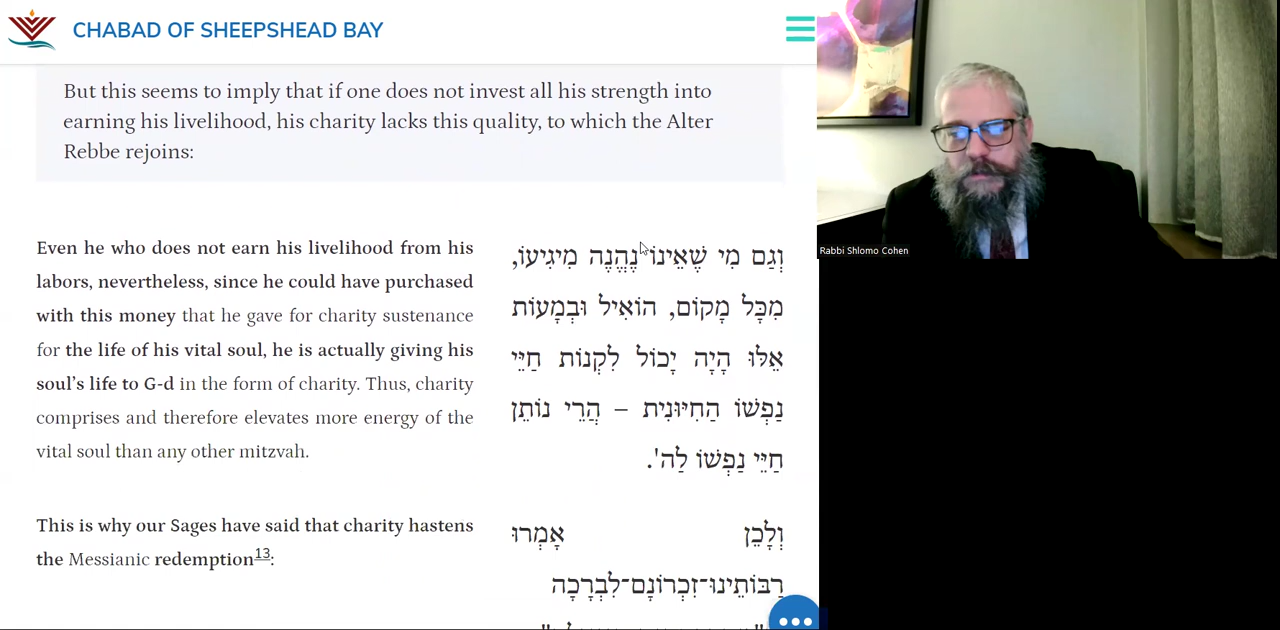 CHABAD OF SHEEPSHEAD BAY
But this seems to imply that if one does not invest all his strength into
earning his livelihood, his charity lacks this quality, to which the Alter
Rebbe rejoins:
Even he who does not earn his livelihood from his
labors, nevertheless, since he could have purchased
with this money that he gave for charity sustenance
for the life of his vital soul, he is actually giving his
soul’s life to G-d in the form of charity. Thus, charity
comprises and therefore elevates more energy of the
vital soul than any other mitzvah.
וְגַם מִי שֶׁאֵינוֹ נֶהֱנֶה מִיגִיעוֹ,
מִכָּל מָקוֹם, הוֹאִיל וּבְמָעוֹת
אֵלּוּ הָיָה יָכוֹל לִקְנוֹת חַיֵּי
נַפְשׁוֹ הַחִיּוּנִית – הֲרֵי נוֹתֵן
חַיֵּי נַפְשׁוֹ לַה'.
This is why our Sages have said that charity hastens
the Messianic redemption13:
וְלָכֵן אָמְרוּ
רַבּוֹתֵינוּ־זִכְרוֹנָם־לִבְרָכָה
Rabbi Shlomo Cohen